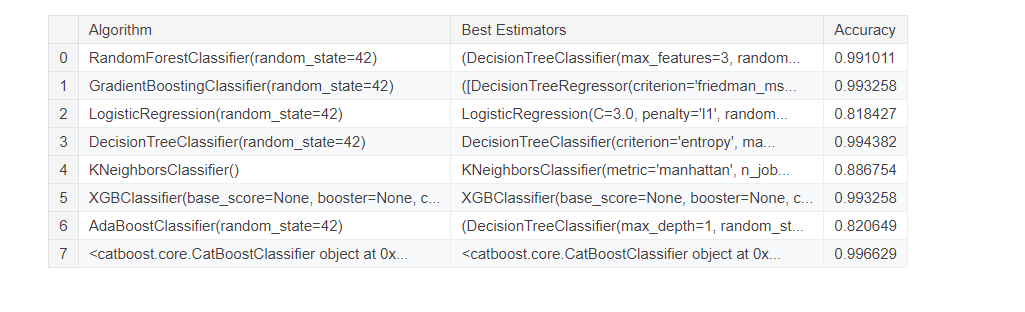 Algorithm Best Estimators Accuracy
0 RandomForestClassifier(random_state=42) (DecisionTreeClassifier(max_features=3, random... 0.991011
1 GradientBoostingClassifier(random_state=42) ([DecisionTreeRegressor(criterion='friedman_ms... 0.993258
2 LogisticRegression(random_state=42) LogisticRegression(C=3.0, penalty='l1', random... 0.818427
3 DecisionTreeClassifier(random_state=42) DecisionTreeClassifier(criterion='entropy', ma... 0.994382
4 KNeighborsClassifier() KNeighborsClassifier(metric='manhattan', n_job... 0.886754
5 XGBClassifier(base_score=None, booster=None, c... XGBClassifier(base_score=None, booster=None, c... 0.993258
6 AdaBoostClassifier(random_state=42) (DecisionTreeClassifier(max_depth=1, random_st... 0.820649
7 <catboost.core.CatBoostClassifier object at 0x... <catboost.core.CatBoostClassifier object at 0x... 0.996629